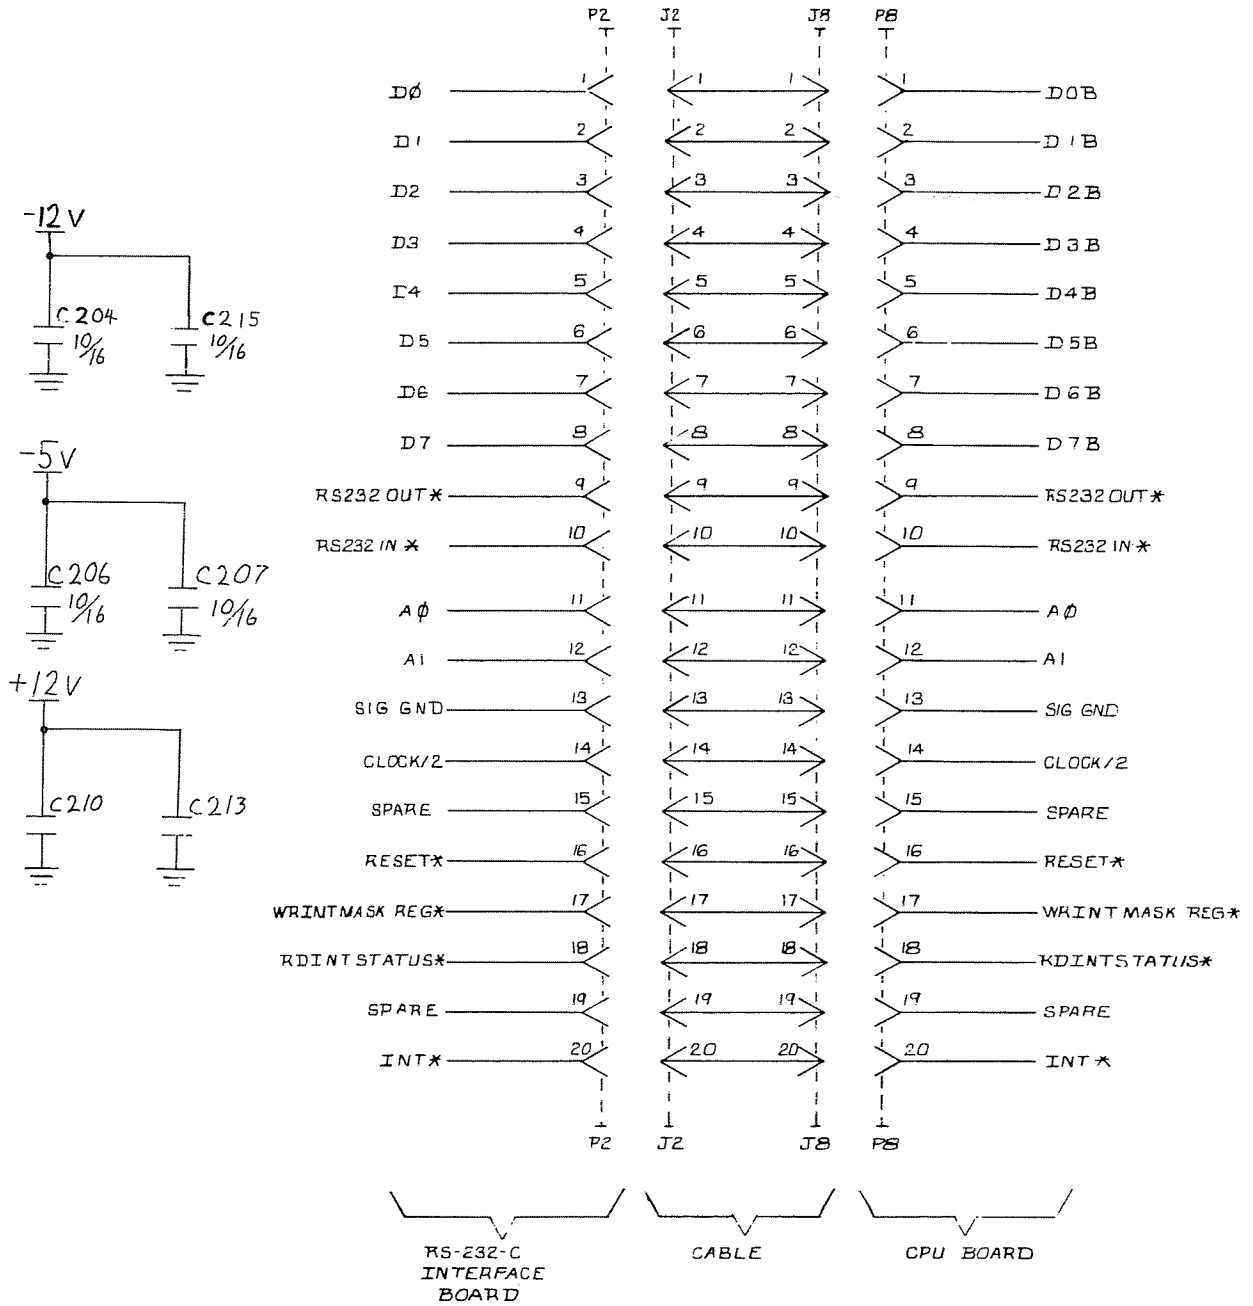 P2 J2 J8 P8
DØ 1 1 1 1 D0B
D1 2 2 2 2 D1B
D2 3 3 3 3 D2B
D3 4 4 4 4 D3B
D4 5 5 5 5 D4B
D5 6 6 6 6 D5B
D6 7 7 7 7 D6B
D7 8 8 8 8 D7B
RS232 OUT* 9 9 9 9 RS232 OUT*
RS232 IN* 10 10 10 10 RS232 IN*
AØ 11 11 11 11 AØ
A1 12 12 12 12 A1
SIG GND 13 13 13 13 SIG GND
CLOCK/2 14 14 14 14 CLOCK/2
SPARE 15 15 15 15 SPARE
RESET* 16 16 16 16 RESET*
WRINTMASK REG* 17 17 17 17 WRINT MASK REG*
RDINTSTATUS* 18 18 18 18 RDINTSTATUS*
SPARE 19 19 19 19 SPARE
INT* 20 20 20 20 INT*
P2 J2 J8 P8
RS-232-C
INTERFACE
BOARD
CABLE
CPU BOARD
-12V
C204
10/16
C215
10/16
-5V
C206
10/16
C207
10/16
+12V
C210
C213